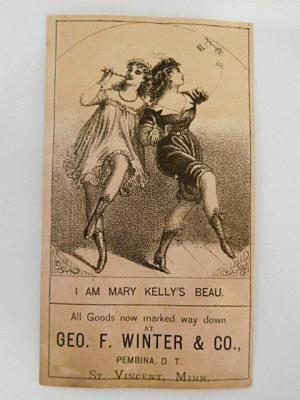 I AM MARY KELLY'S BEAU.
All Goods now marked way down
AT
GEO. F. WINTER & CO.,
PEMBINA, D. T.
ST. VINCENT, MINN.